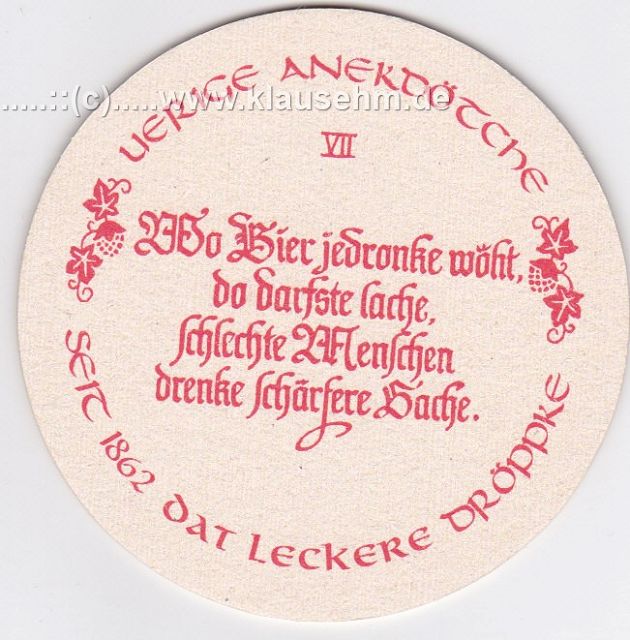 UERIGE ANEKDÖTCHE
.....::(c).....www.klausehm.de
VII
Wo Bier jedronke wöht,
do darfste lache,
schlechte Menschen
drenke schärfere Sache.
SEIT 1862 DAT LECKERE DRÖPPKE